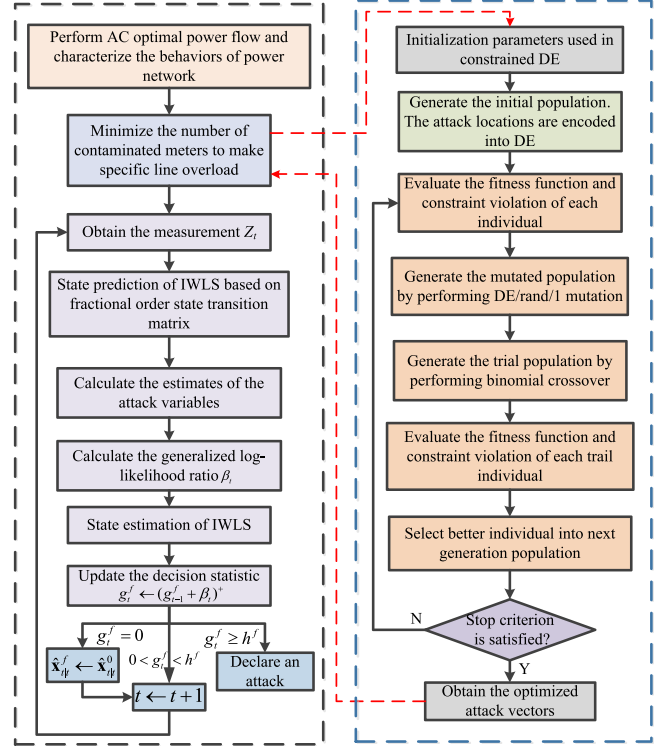 Perform AC optimal power flow and
characterize the behaviors of power
network
Minimize the number of
contaminated meters to make
specific line overload
Obtain the measurement Z_t
State prediction of IWLS based on
fractional order state transition
matrix
Calculate the estimates of the
attack variables
Calculate the generalized log-
likelihood ratio β_t
State estimation of IWLS
Update the decision statistic
g_t^f ← (g_{t-1}^f + β_t)^+
g_t^f = 0
0 < g_t^f < h^f
g_t^f ≥ h^f
x̂_{t|t}^f ← x̂_{t|t}^0
Declare an
attack
t ← t + 1
Initialization parameters used in
constrained DE
Generate the initial population.
The attack locations are encoded
into DE
Evaluate the fitness function and
constraint violation of each
individual
Generate the mutated population
by performing DE/rand/1 mutation
Generate the trial population by
performing binomial crossover
Evaluate the fitness function and
constraint violation of each trail
individual
Select better individual into next
generation population
N
Stop criterion
is satisfied?
Y
Obtain the optimized
attack vectors